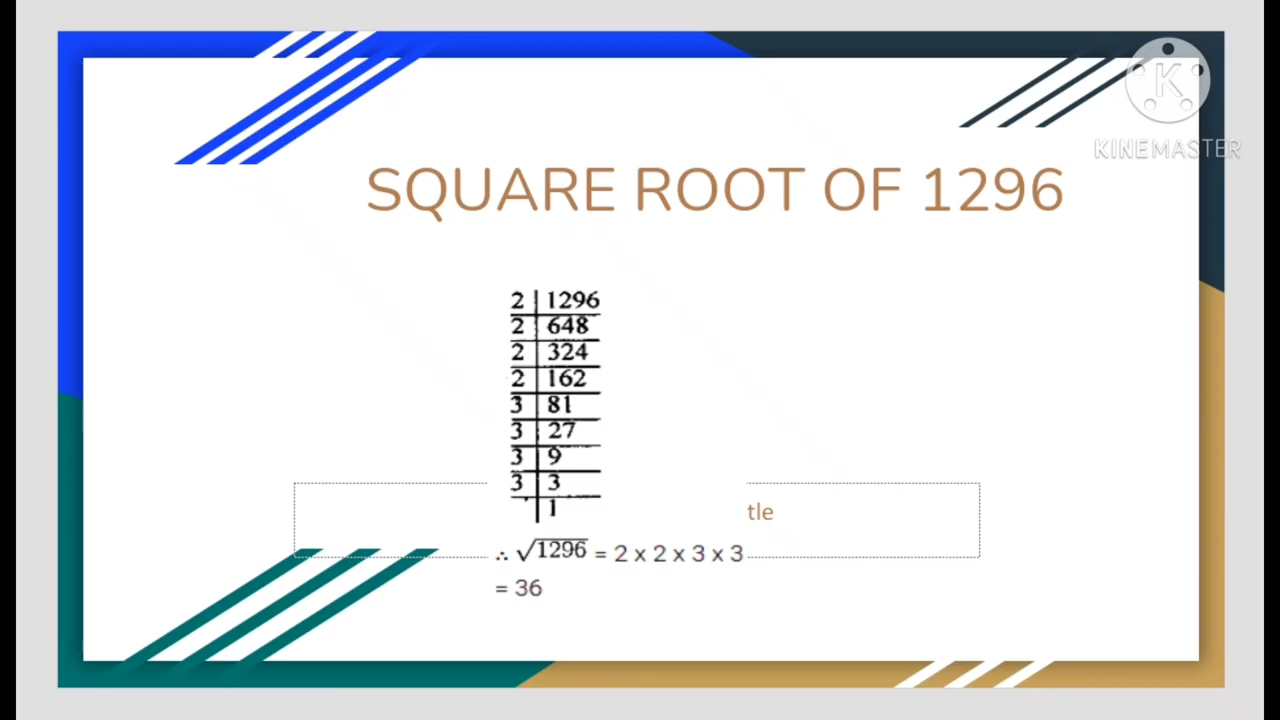 K
KINEMASTER
SQUARE ROOT OF 1296
2 1296
2 648
2 324
2 162
3 81
3 27
3 9
3 3
1
tle
∴ √1296 = 2 x 2 x 3 x 3
= 36